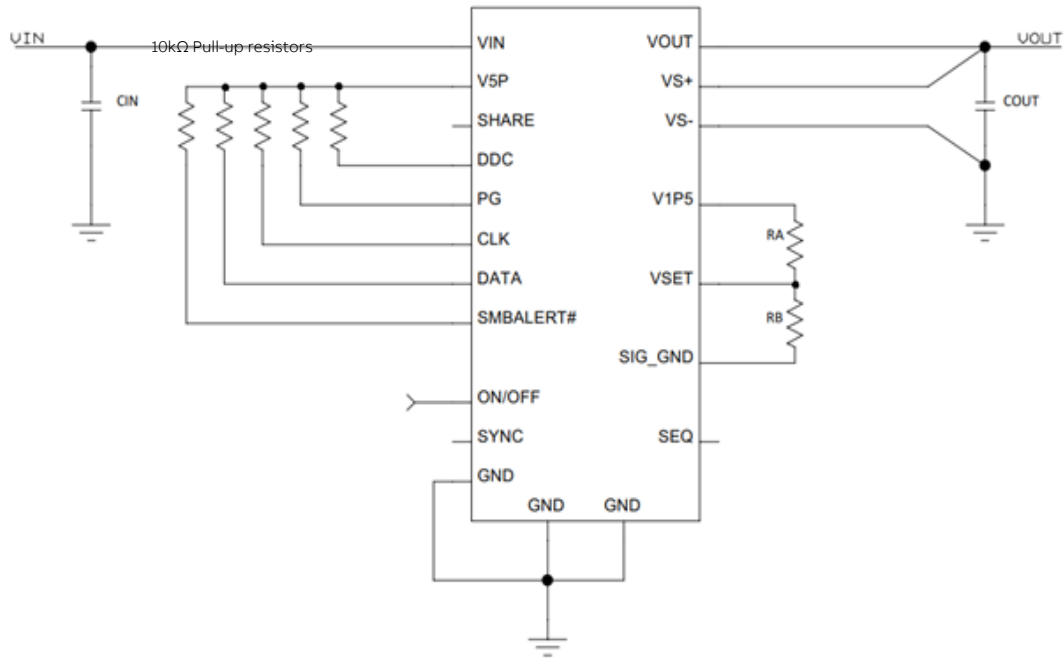 VIN
10kΩ Pull-up resistors
VIN
VOUT
VOUT
V5P
VS+
CIN
COUT
SHARE
VS-
DDC
PG
V1P5
RA
CLK
DATA
VSET
SMBALERT#
RB
SIG_GND
ON/OFF
SYNC
SEQ
GND
GND
GND